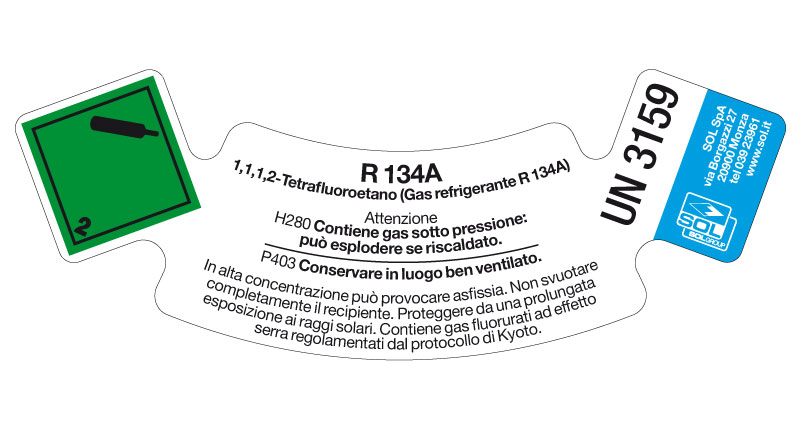 2
R 134A
1,1,1,2-Tetrafluoroetano (Gas refrigerante R 134A)
Attenzione
H280 Contiene gas sotto pressione:
può esplodere se riscaldato.
P403 Conservare in luogo ben ventilato.
In alta concentrazione può provocare asfissia. Non svuotare
completamente il recipiente. Proteggere da una prolungata
esposizione ai raggi solari. Contiene gas fluorurati ad effetto
serra regolamentati dal protocollo di Kyoto.
UN 3159
SOL SpA
via Borgazzi 27
20900 Monza
tel 039 23961
www.sol.it
SOL
SOLGROUP